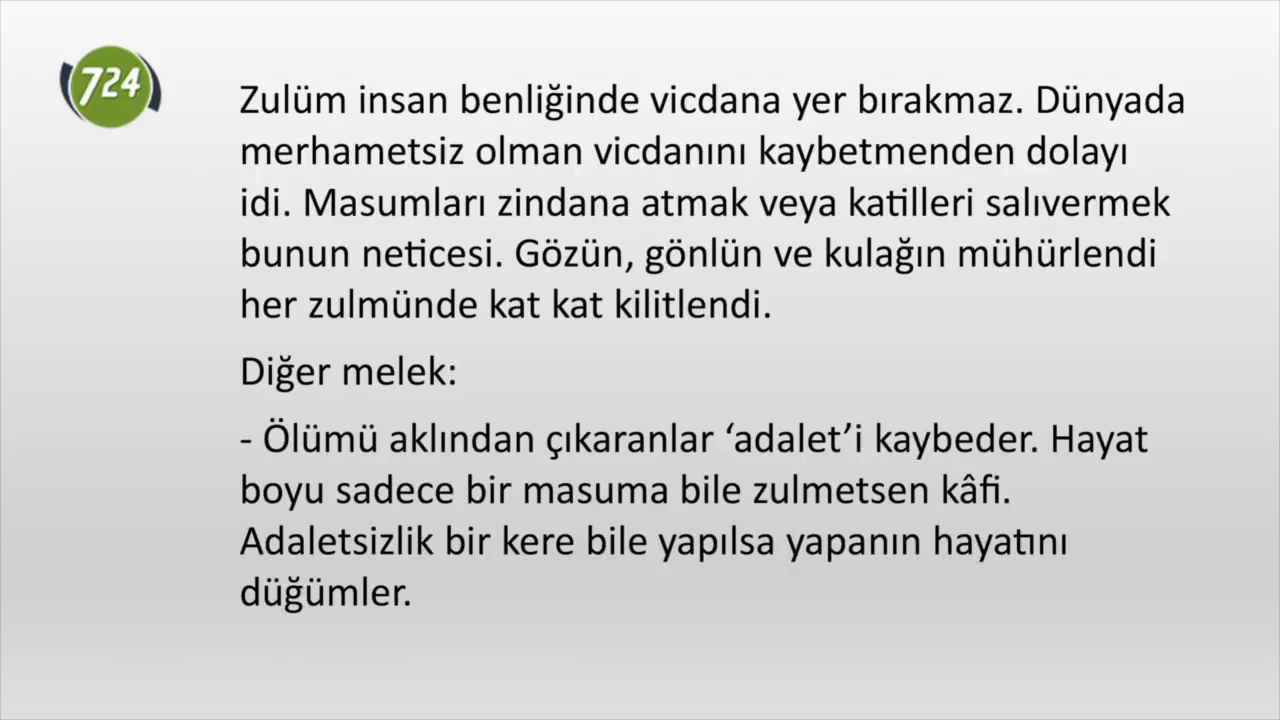 724
Zulüm insan benliğinde vicdana yer bırakmaz. Dünyada
merhametsiz olman vicdanını kaybetmenden dolayı
idi. Masumları zindana atmak veya katilleri salıvermek
bunun neticesi. Gözün, gönlün ve kulağın mühürlendi
her zulmünde kat kat kilitlendi.
Diğer melek:
- Ölümü aklından çıkaranlar ‘adalet’i kaybeder. Hayat
boyu sadece bir masuma bile zulmetsen kâfi.
Adaletsizlik bir kere bile yapılsa yapanın hayatını
düğümler.